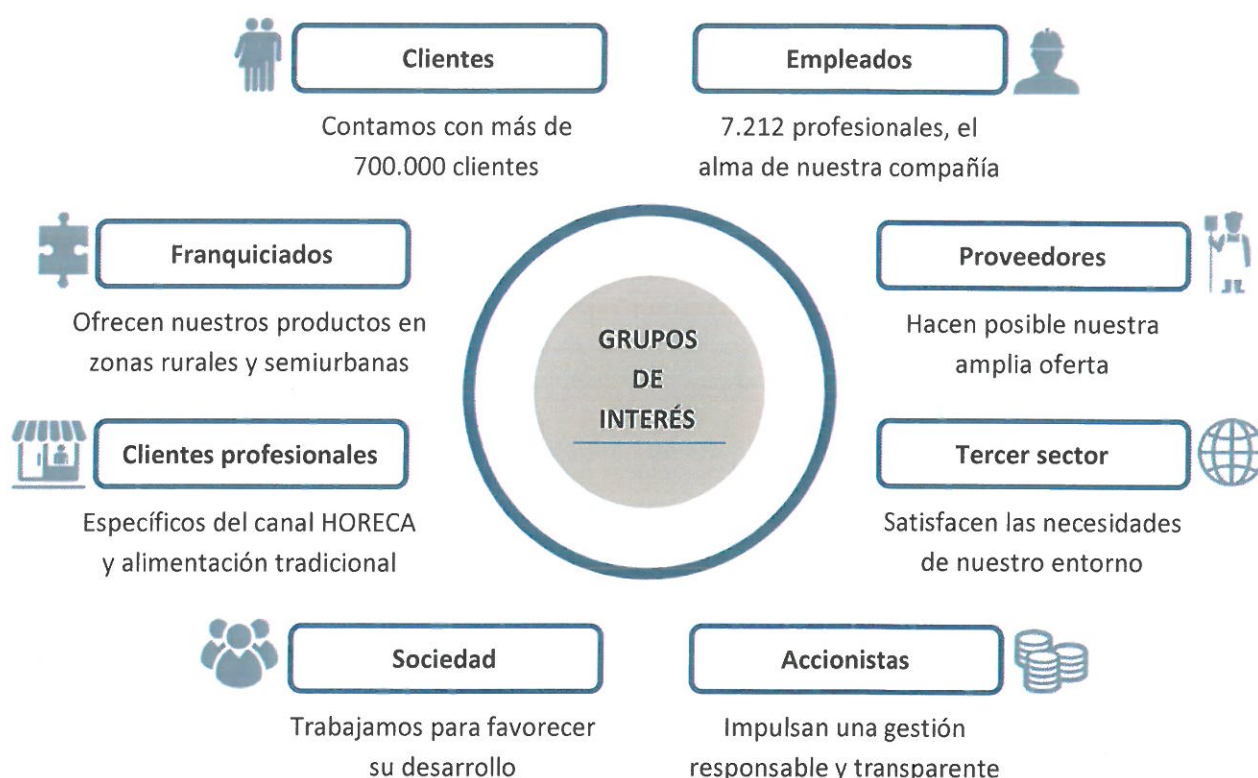 Clientes
Contamos con más de
700.000 clientes
Empleados
7.212 profesionales, el
alma de nuestra compañía
Franquiciados
Ofrecen nuestros productos en
zonas rurales y semiurbanas
Proveedores
Hacen posible nuestra
amplia oferta
GRUPOS
DE
INTERÉS
Clientes profesionales
Específicos del canal HORECA
y alimentación tradicional
Tercer sector
Satisfacen las necesidades
de nuestro entorno
Sociedad
Trabajamos para favorecer
su desarrollo
Accionistas
Impulsan una gestión
responsable y transparente